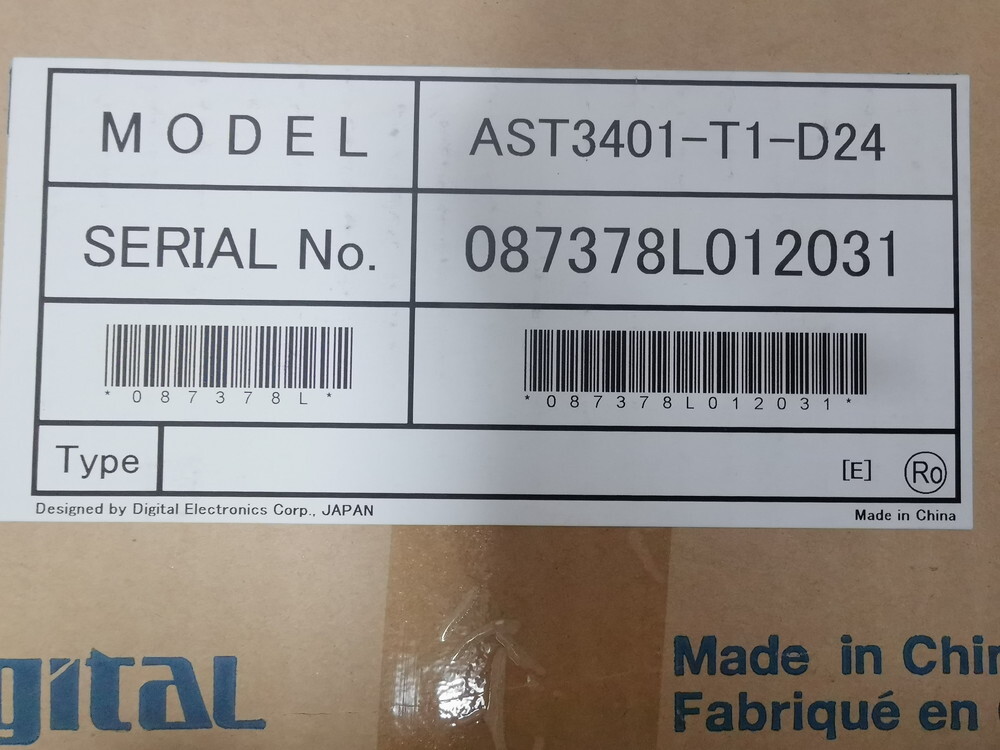 MODEL AST3401-T1-D24
SERIAL No. 087378L012031
*087378L* *087378L012031*
Type [E] Ro
Designed by Digital Electronics Corp., JAPAN Made in China
gital Made in Chin
Fabriqué en